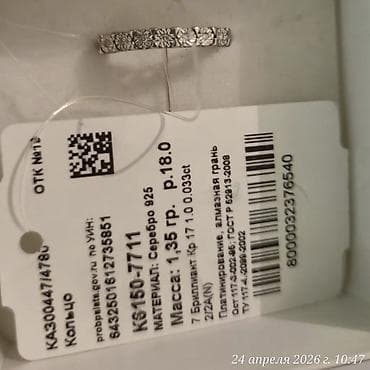 ОТК №10
КА300447/4780
Кольцо
probpalata.gov.ru по УИН:
6432501612735851
К6450-7711
МАТЕРИАЛ: Серебро 925
Масса: 1,35 гр. р.18.0
7 Бриллиант Кр 17 1.0 0.033ct
2/2А(N)
Платинирование, алмазная грань
Ост 117-3-002-95; ГОСТ Р 52913-2008
ТУ 117-4.-2099-2002
8000032376540
24 апреля 2026 г. 10:47